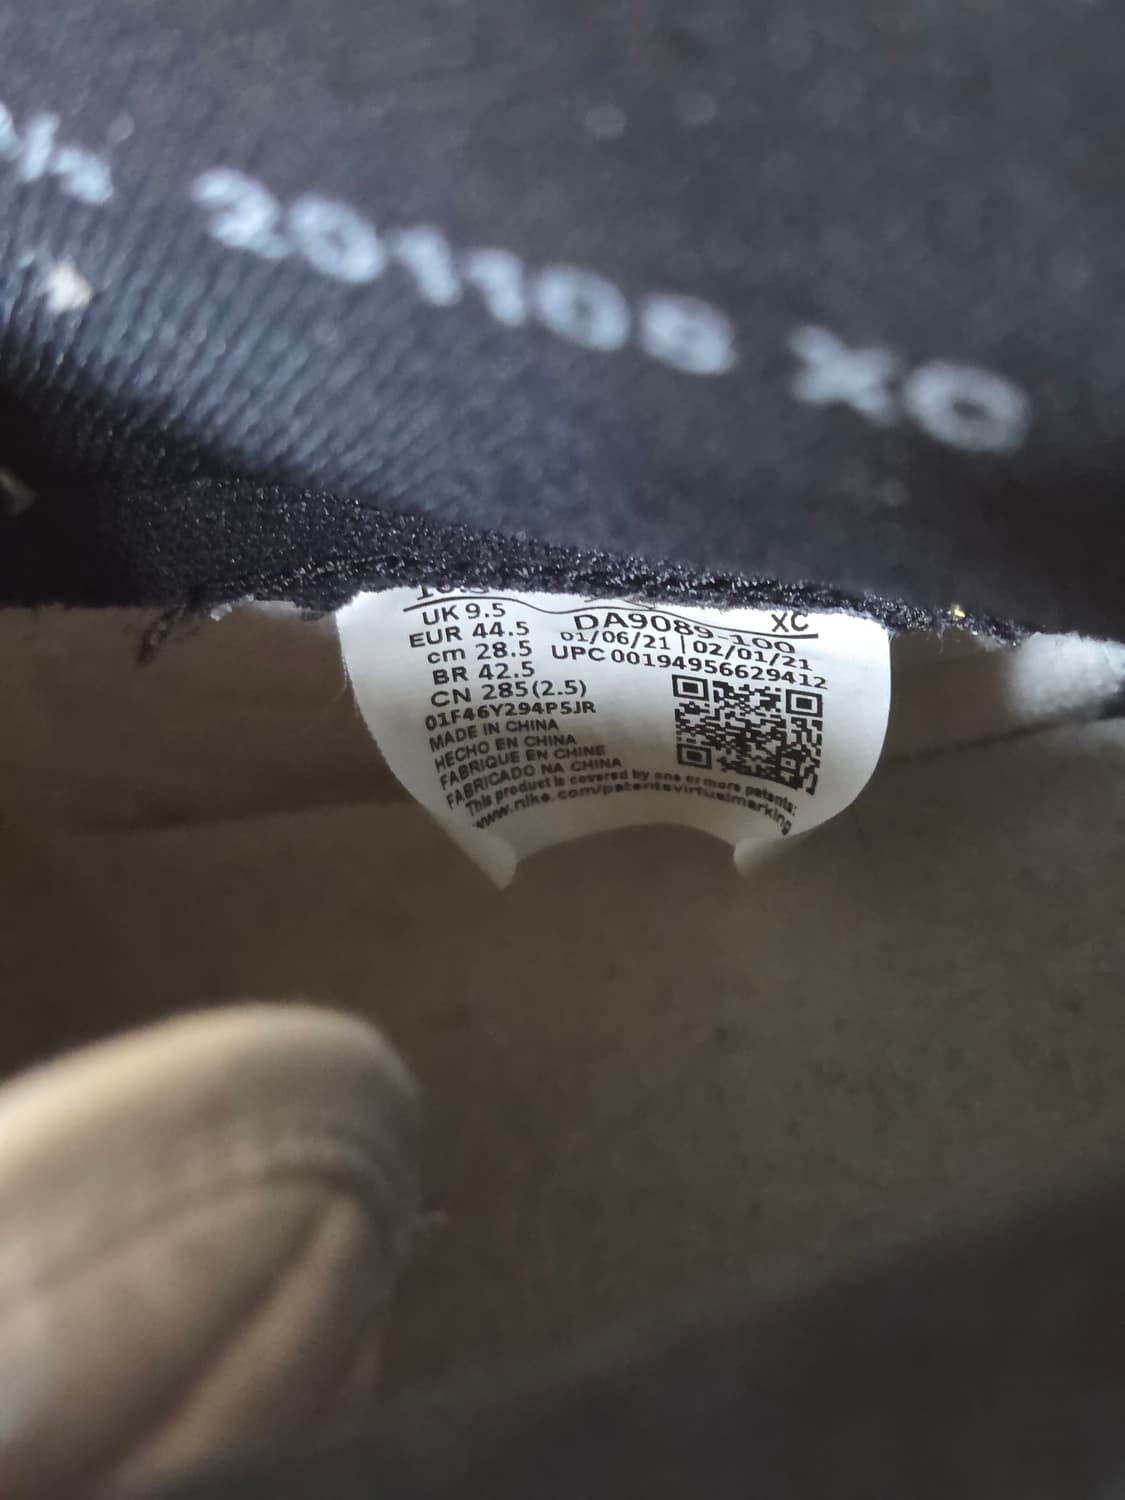 201108 XO
UK 9.5
XC
EUR 44.5
DA9089-100
cm 28.5
01/06/21 | 02/01/21
BR 42.5
UPC 00194956629412
CN 285(2.5)
01F46Y294P5JR
MADE IN CHINA
HECHO EN CHINA
FABRIQUE EN CHINE
FABRICADO NA CHINA
This product is covered by one or more patents:
www.nike.com/patentsvirtualmarking